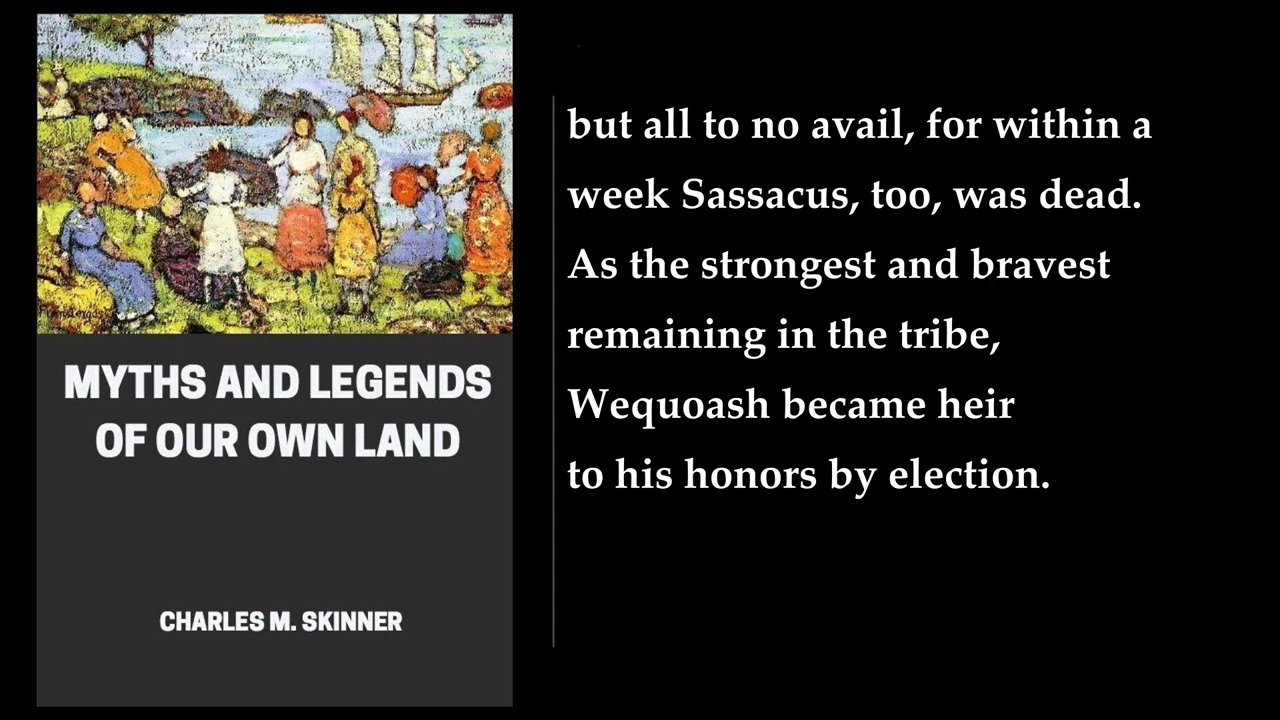 MYTHS AND LEGENDS
OF OUR OWN LAND
CHARLES M. SKINNER
but all to no avail, for within a
week Sassacus, too, was dead.
As the strongest and bravest
remaining in the tribe,
Wequoash became heir
to his honors by election.